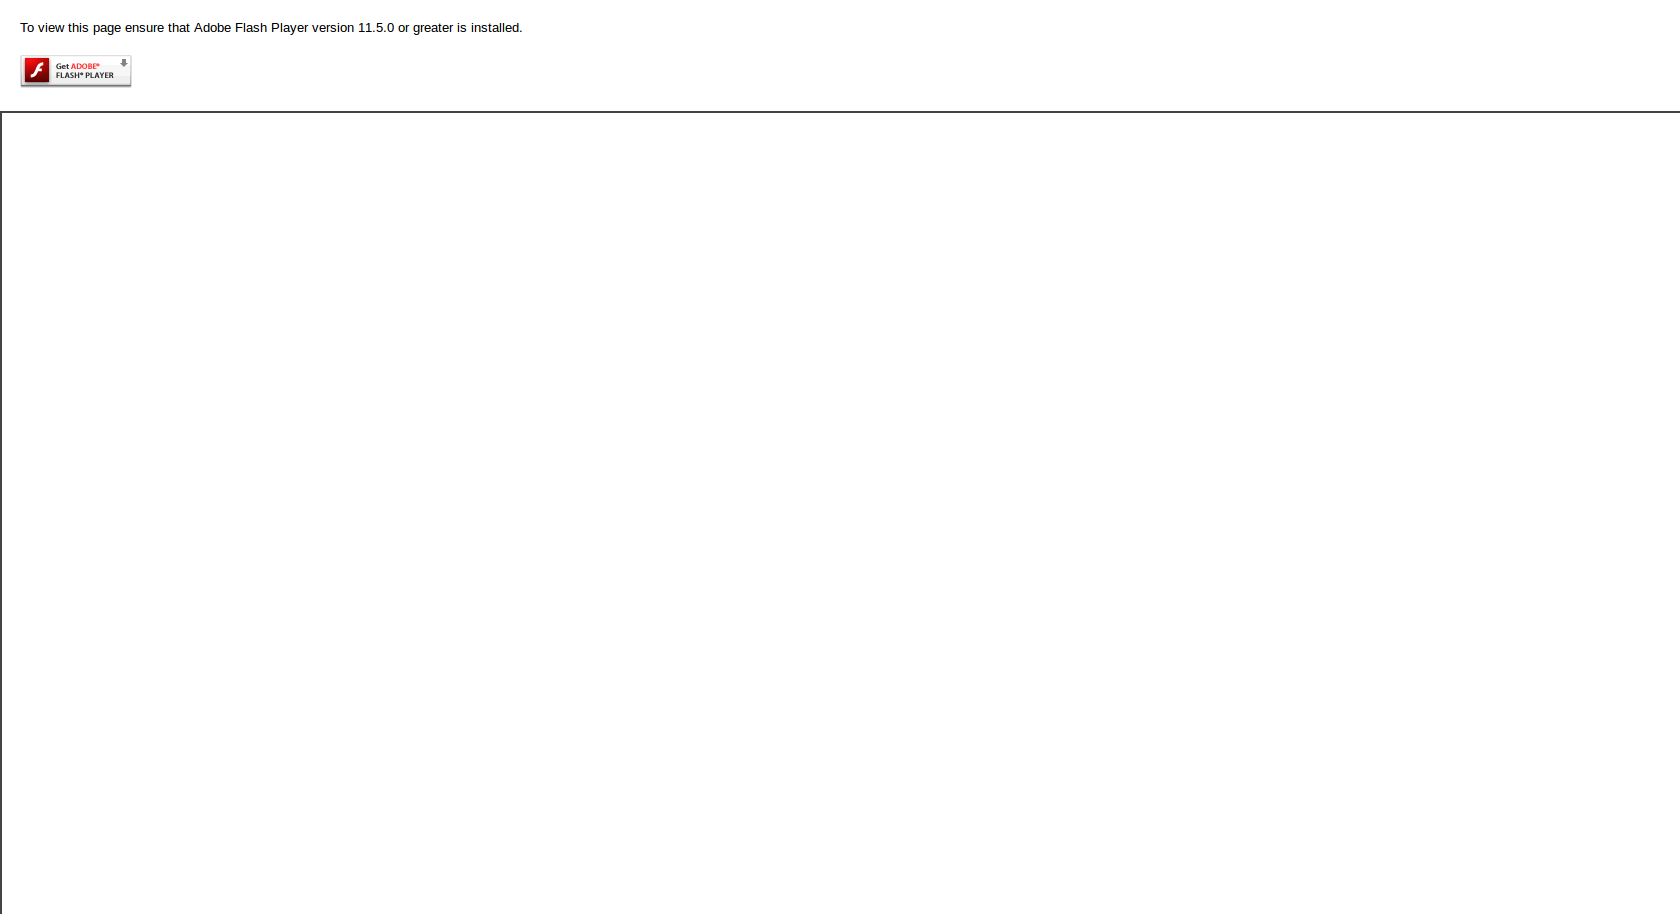 To view this page ensure that Adobe Flash Player version 11.5.0 or greater is installed.
Get ADOBE®
FLASH® PLAYER